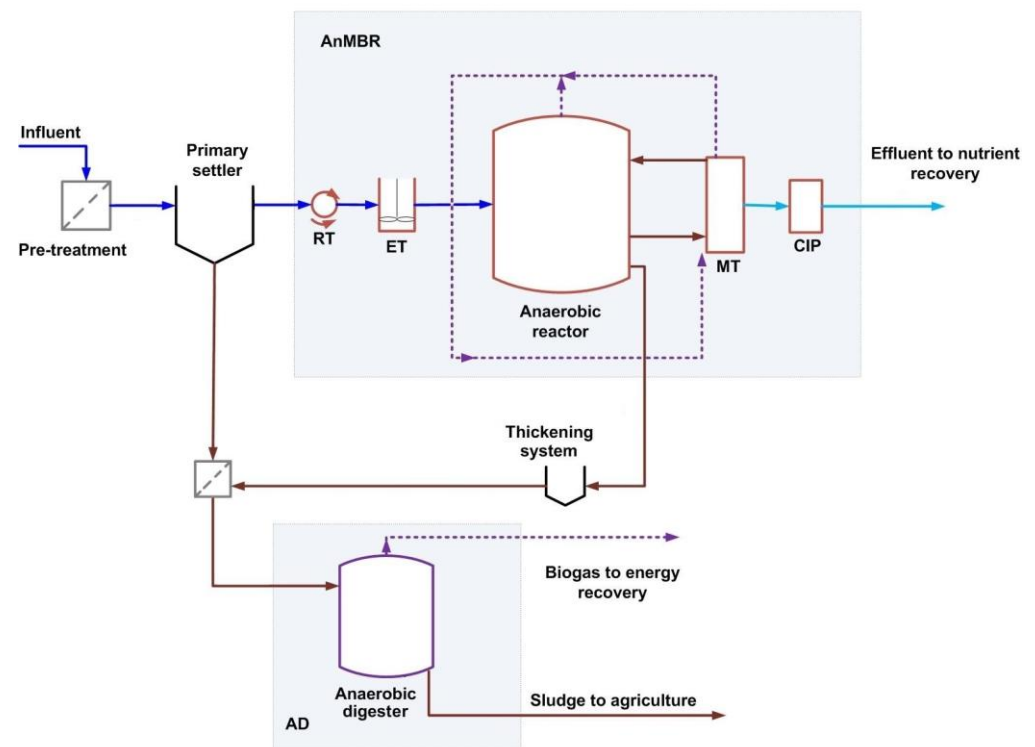 AnMBR
Influent
Primary
settler
Effluent to nutrient
recovery
Pre-treatment
RT
ET
MT
CIP
Anaerobic
reactor
Thickening
system
Biogas to energy
recovery
Anaerobic
digester
Sludge to agriculture
AD